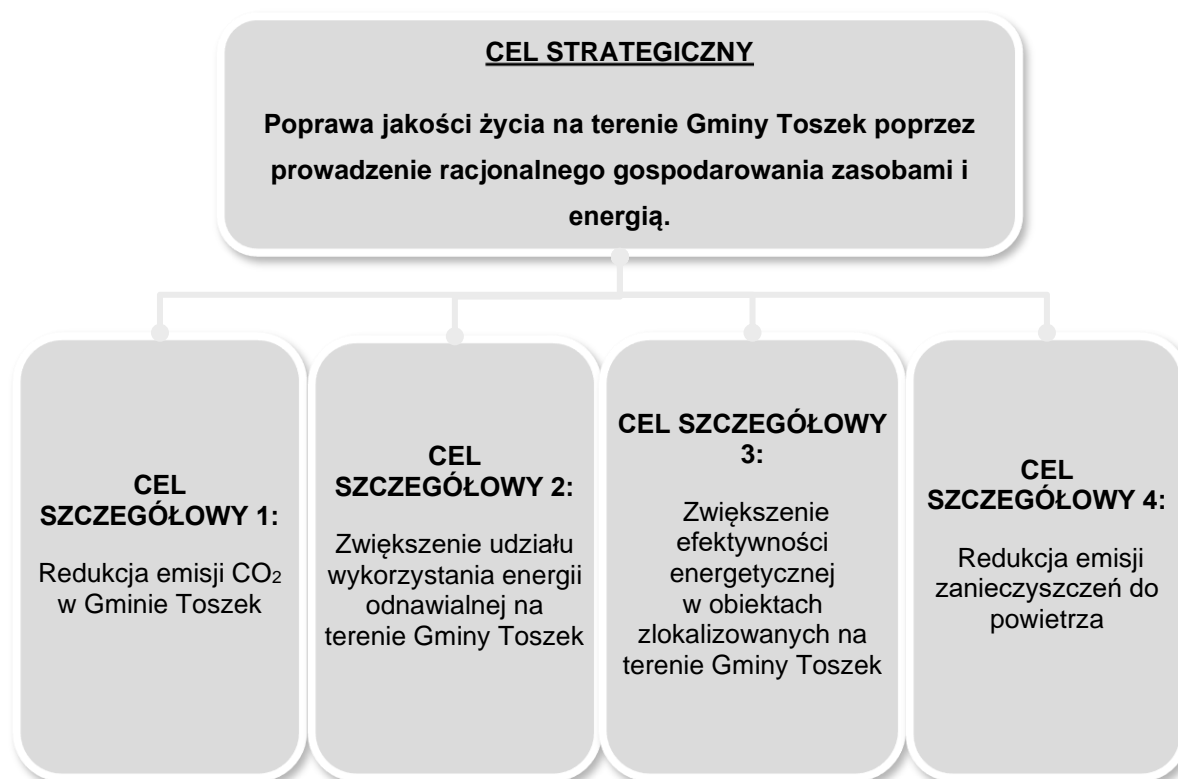 CEL STRATEGICZNY
Poprawa jakości życia na terenie Gminy Toszek poprzez
prowadzenie racjonalnego gospodarowania zasobami i
energią.
CEL
SZCZEGÓŁOWY 1:
Redukcja emisji CO₂
w Gminie Toszek
CEL
SZCZEGÓŁOWY 2:
Zwiększenie udziału
wykorzystania energii
odnawialnej na
terenie Gminy Toszek
CEL SZCZEGÓŁOWY
3:
Zwiększenie
efektywności
energetycznej
w obiektach
zlokalizowanych na
terenie Gminy Toszek
CEL
SZCZEGÓŁOWY 4:
Redukcja emisji
zanieczyszczeń do
powietrza